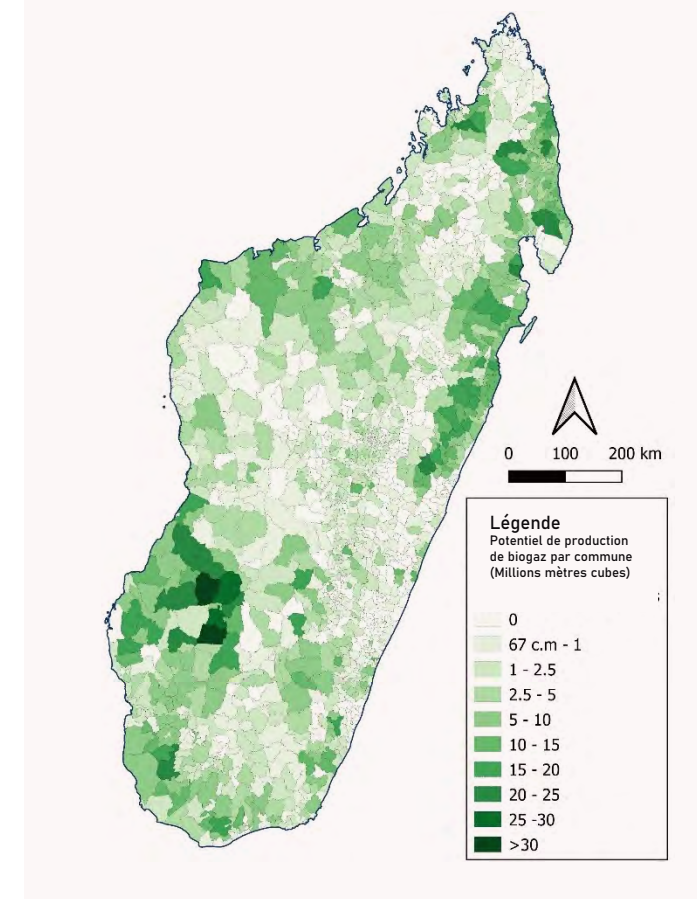 0 100 200 km
Légende
Potentiel de production
de biogaz par commune
(Millions mètres cubes)
0
67 c.m - 1
1 - 2.5
2.5 - 5
5 - 10
10 - 15
15 - 20
20 - 25
25 -30
>30